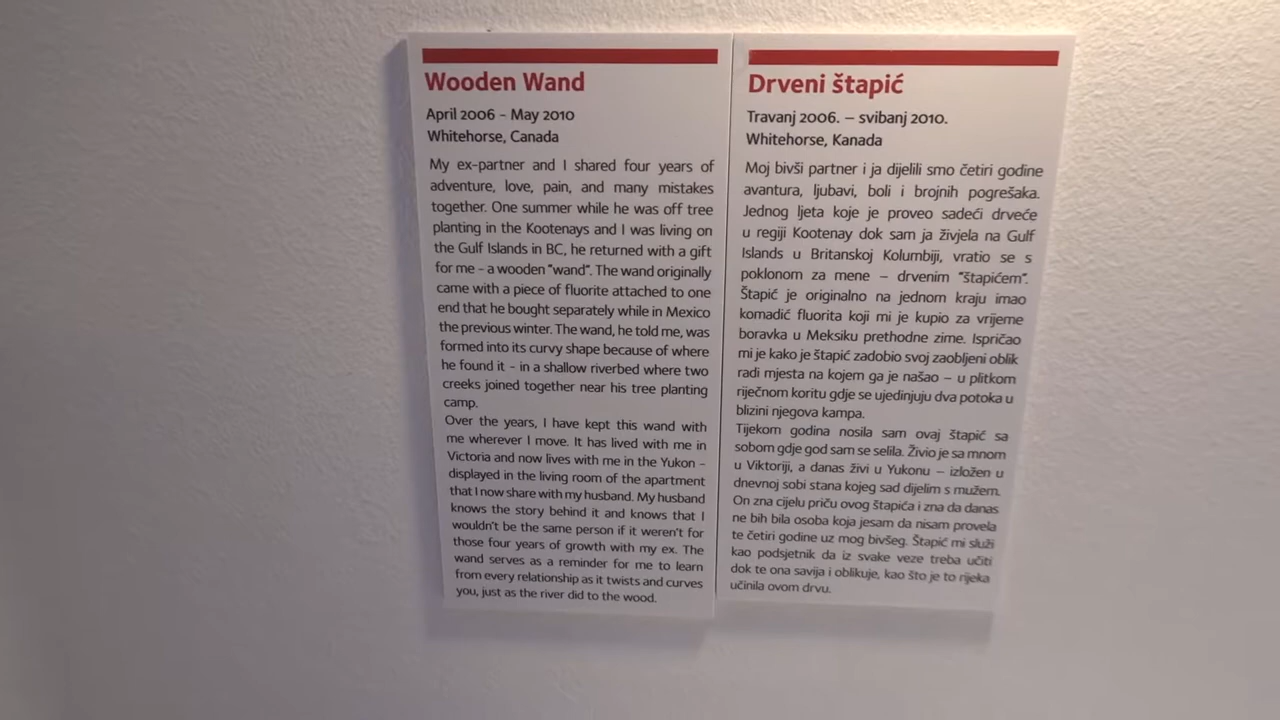 Wooden Wand
April 2006 – May 2010
Whitehorse, Canada
My ex-partner and I shared four years of
adventure, love, pain, and many mistakes
together. One summer while he was off tree
planting in the Kootenays and I was living on
the Gulf Islands in BC, he returned with a gift
for me – a wooden "wand". The wand originally
came with a piece of fluorite attached to one
end that he bought separately while in Mexico
the previous winter. The wand, he told me, was
formed into its curvy shape because of where
he found it – in a shallow riverbed where two
creeks joined together near his tree planting
camp.
Over the years, I have kept this wand with
me wherever I move. It has lived with me in
Victoria and now lives with me in the Yukon –
displayed in the living room of the apartment
that I now share with my husband. My husband
knows the story behind it and knows that I
wouldn't be the same person if it weren't for
those four years of growth with my ex. The
wand serves as a reminder for me to learn
from every relationship as it twists and curves
you, just as the river did to the wood.
Drveni štapić
Travanj 2006. – svibanj 2010.
Whitehorse, Kanada
Moj bivši partner i ja dijelili smo četiri godine
avantura, ljubavi, boli i brojnih pogrešaka.
Jednog ljeta koje je proveo sadeći drveće
u regiji Kootenay dok sam ja živjela na Gulf
Islands u Britanskoj Kolumbiji, vratio se s
poklonom za mene – drvenim "štapićem".
Štapić je originalno na jednom kraju imao
komadić fluorita koji mi je kupio za vrijeme
boravka u Meksiku prethodne zime. Ispričao
mi je kako je štapić zadobio svoj zaobljeni oblik
radi mjesta na kojem ga je našao – u plitkom
riječnom koritu gdje se ujedinjuju dva potoka u
blizini njegova kampa.
Tijekom godina nosila sam ovaj štapić sa
sobom gdje god sam se selila. Živio je sa mnom
u Viktoriji, a danas živi u Yukonu – izložen u
dnevnoj sobi stana kojeg sad dijelim s mužem.
On zna cijelu priču ovog štapića i zna da danas
ne bih bila osoba koja jesam da nisam provela
te četiri godine uz mog bivšeg. Štapić mi služi
kao podsjetnik da iz svake veze treba učiti
dok te ona savija i oblikuje, kao što je to rijeka
učinila ovom drvu.